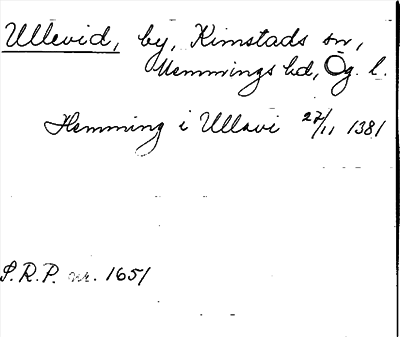 Ullevid, by, Kimstads sn,
Memmings hd, Ög. l.
Hemming i Ullavi 27/11 1381
S.R.P. nr. 1651